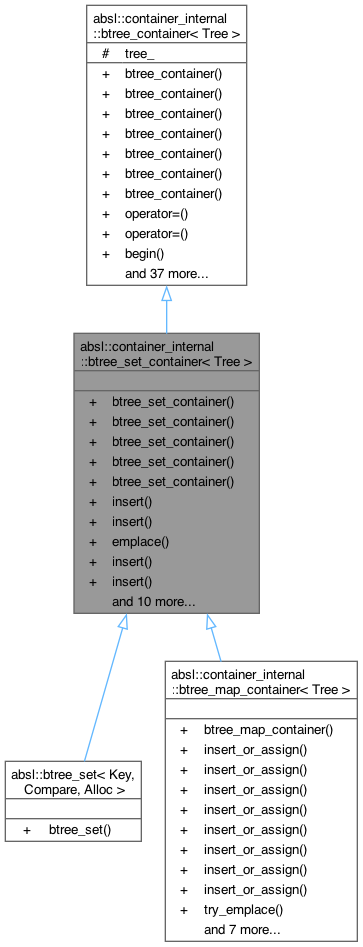 absl::container_internal
::btree_container< Tree >
# tree_
+ btree_container()
+ btree_container()
+ btree_container()
+ btree_container()
+ btree_container()
+ btree_container()
+ btree_container()
+ operator=()
+ operator=()
+ begin()
and 37 more...
absl::container_internal
::btree_set_container< Tree >
+ btree_set_container()
+ btree_set_container()
+ btree_set_container()
+ btree_set_container()
+ btree_set_container()
+ insert()
+ insert()
+ emplace()
+ insert()
+ insert()
and 10 more...
absl::btree_set< Key,
Compare, Alloc >
+ btree_set()
absl::container_internal
::btree_map_container< Tree >
+ btree_map_container()
+ insert_or_assign()
+ insert_or_assign()
+ insert_or_assign()
+ insert_or_assign()
+ insert_or_assign()
+ insert_or_assign()
+ insert_or_assign()
+ insert_or_assign()
+ try_emplace()
and 7 more...